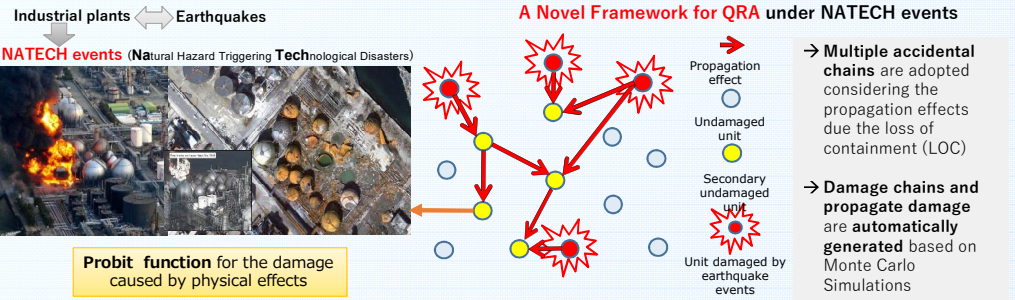 Industrial plants
Earthquakes
NATECH events (Natural Hazard Triggering Technological Disasters)
Probit function for the damage
caused by physical effects
A Novel Framework for QRA under NATECH events
Propagation
effect
Undamaged
unit
Secondary
undamaged
unit
Unit damaged by
earthquake
events
→ Multiple accidental
chains are adopted
considering the
propagation effects
due the loss of
containment (LOC)
→ Damage chains and
propagate damage
are automatically
generated based on
Monte Carlo
Simulations